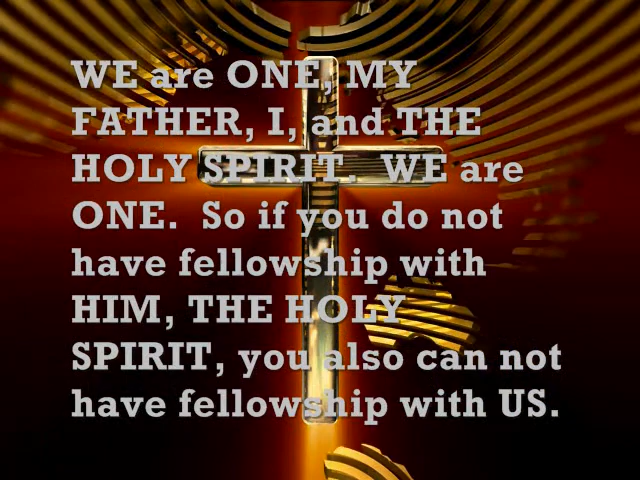 WE are ONE, MY
FATHER, I, and THE
HOLY SPIRIT.  WE are
ONE.  So if you do not
have fellowship with
HIM, THE HOLY
SPIRIT, you also can not
have fellowship with US.